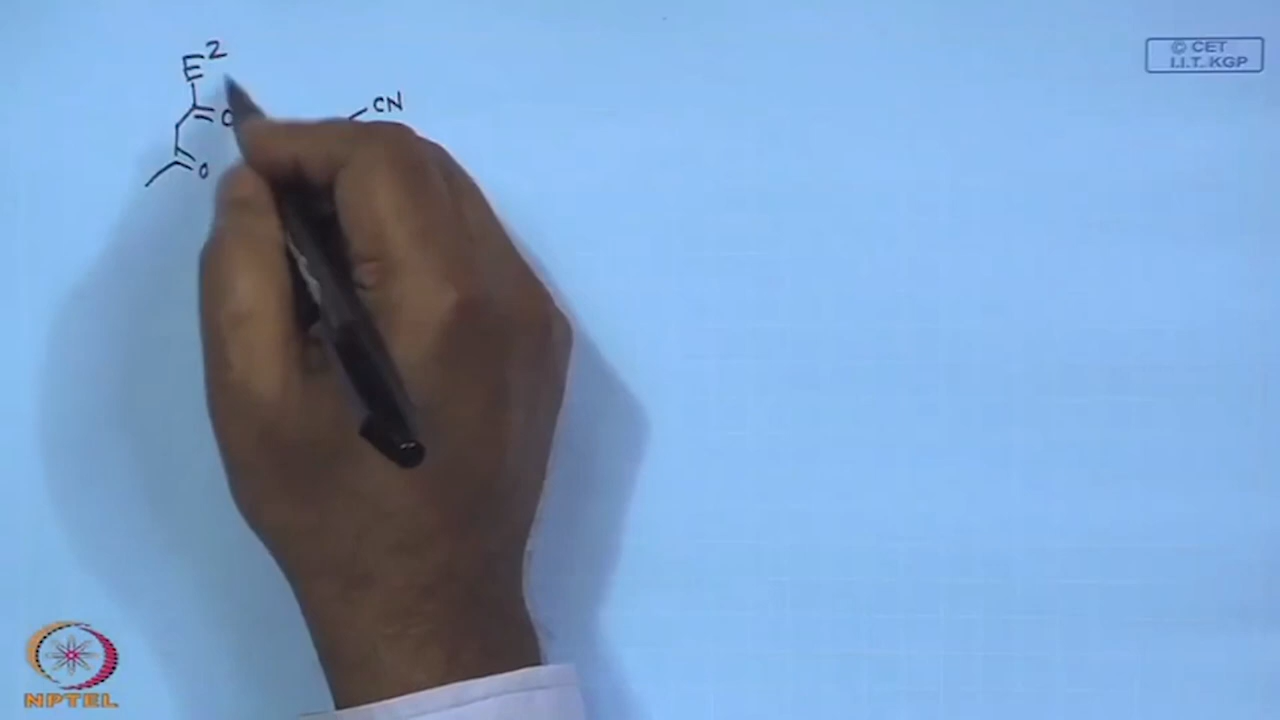 E²
CN
O
O
© CET
I.I.T. KGP
NPTEL